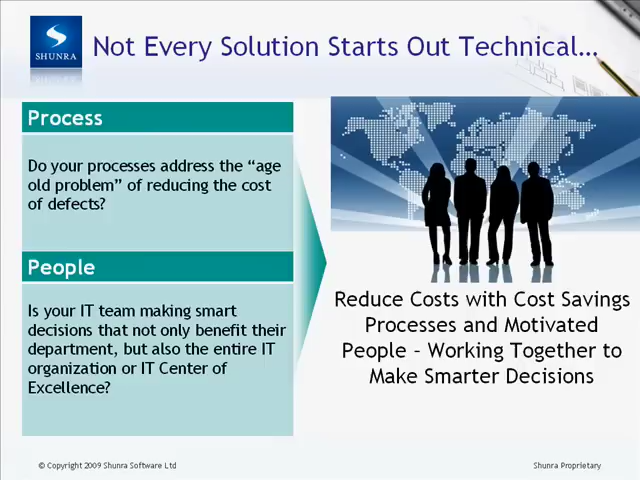 SHUNRA
Not Every Solution Starts Out Technical…
Process
Do your processes address the “age
old problem” of reducing the cost
of defects?
People
Is your IT team making smart
decisions that not only benefit their
department, but also the entire IT
organization or IT Center of
Excellence?
Reduce Costs with Cost Savings
Processes and Motivated
People – Working Together to
Make Smarter Decisions
© Copyright 2009 Shunra Software Ltd
Shunra Proprietary